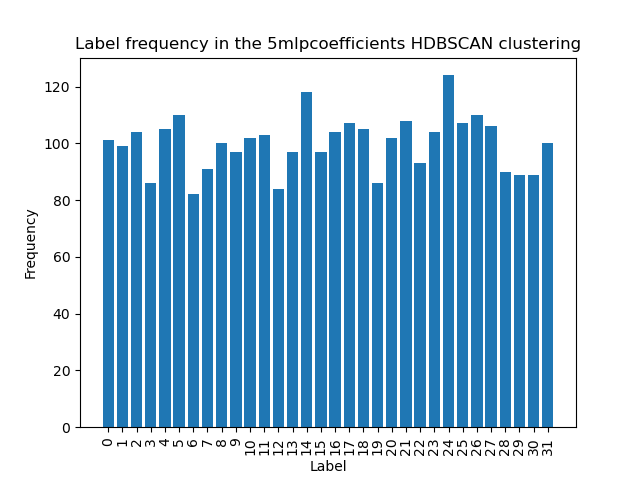 Label frequency in the 5mlpcoefficients HDBSCAN clustering
120
100
80
60
40
20
0
Frequency
0 1 2 3 4 5 6 7 8 9 10 11 12 13 14 15 16 17 18 19 20 21 22 23 24 25 26 27 28 29 30 31
Label